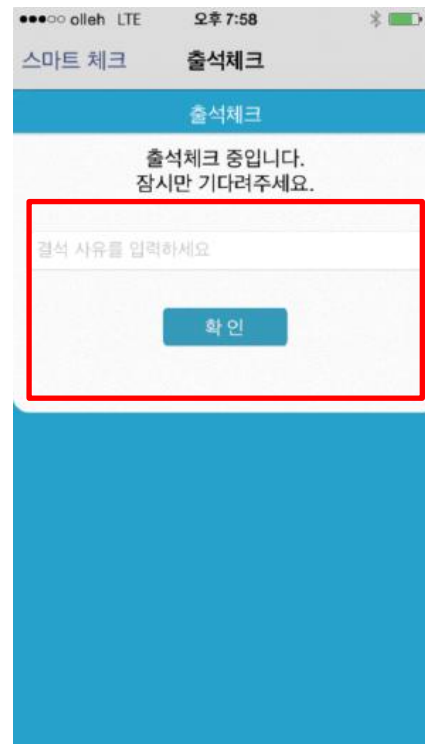 olleh LTE 오후 7:58
스마트 체크 출석체크
출석체크
출석체크 중입니다.
잠시만 기다려주세요.
결석 사유를 입력하세요
확 인